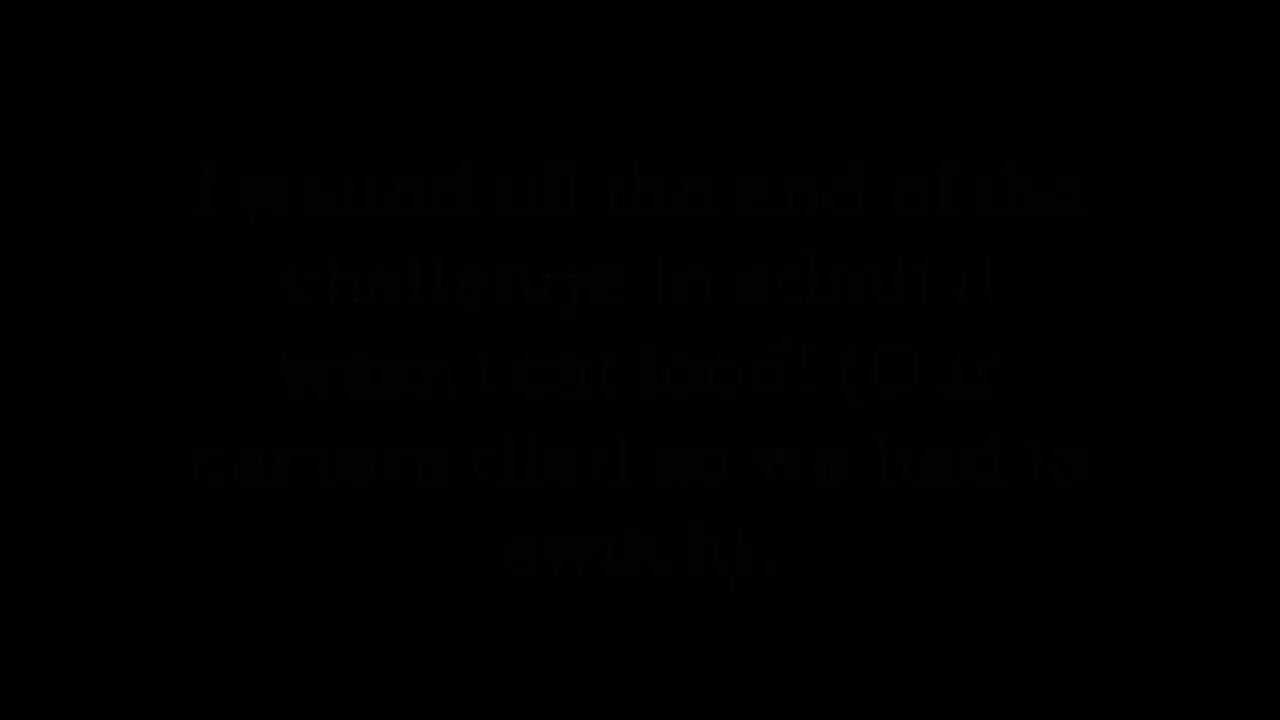 I waited till the end of the
challenge to admit it
wasn't cat food! (Our
camera died so we had to
switch).